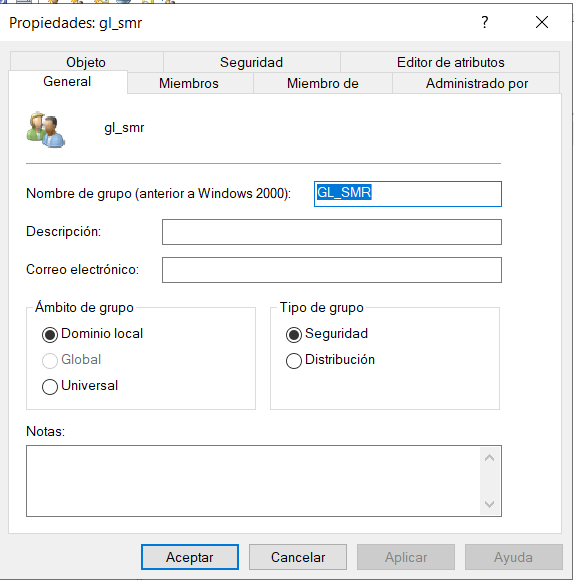 Propiedades: gl_smr
?
Objeto
Seguridad
Editor de atributos
General
Miembros
Miembro de
Administrado por
gl_smr
Nombre de grupo (anterior a Windows 2000):
GL_SMR
Descripción:
Correo electrónico:
Ámbito de grupo
Tipo de grupo
Dominio local
Seguridad
Global
Distribución
Universal
Notas:
Aceptar
Cancelar
Aplicar
Ayuda